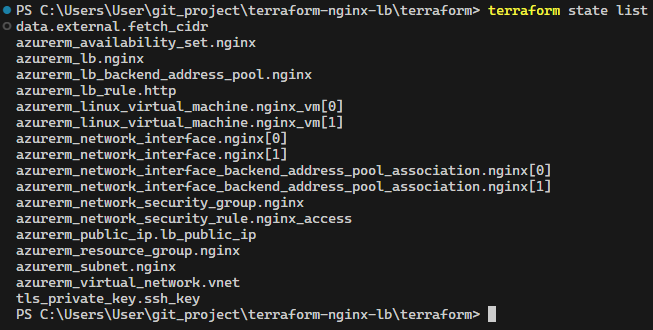 PS C:\Users\User\git_project\terraform-nginx-lb\terraform> terraform state list
data.external.fetch_cidr
azurerm_availability_set.nginx
azurerm_lb.nginx
azurerm_lb_backend_address_pool.nginx
azurerm_lb_rule.http
azurerm_linux_virtual_machine.nginx_vm[0]
azurerm_linux_virtual_machine.nginx_vm[1]
azurerm_network_interface.nginx[0]
azurerm_network_interface.nginx[1]
azurerm_network_interface_backend_address_pool_association.nginx[0]
azurerm_network_interface_backend_address_pool_association.nginx[1]
azurerm_network_security_group.nginx
azurerm_network_security_rule.nginx_access
azurerm_public_ip.lb_public_ip
azurerm_resource_group.nginx
azurerm_subnet.nginx
azurerm_virtual_network.vnet
tls_private_key.ssh_key
PS C:\Users\User\git_project\terraform-nginx-lb\terraform>